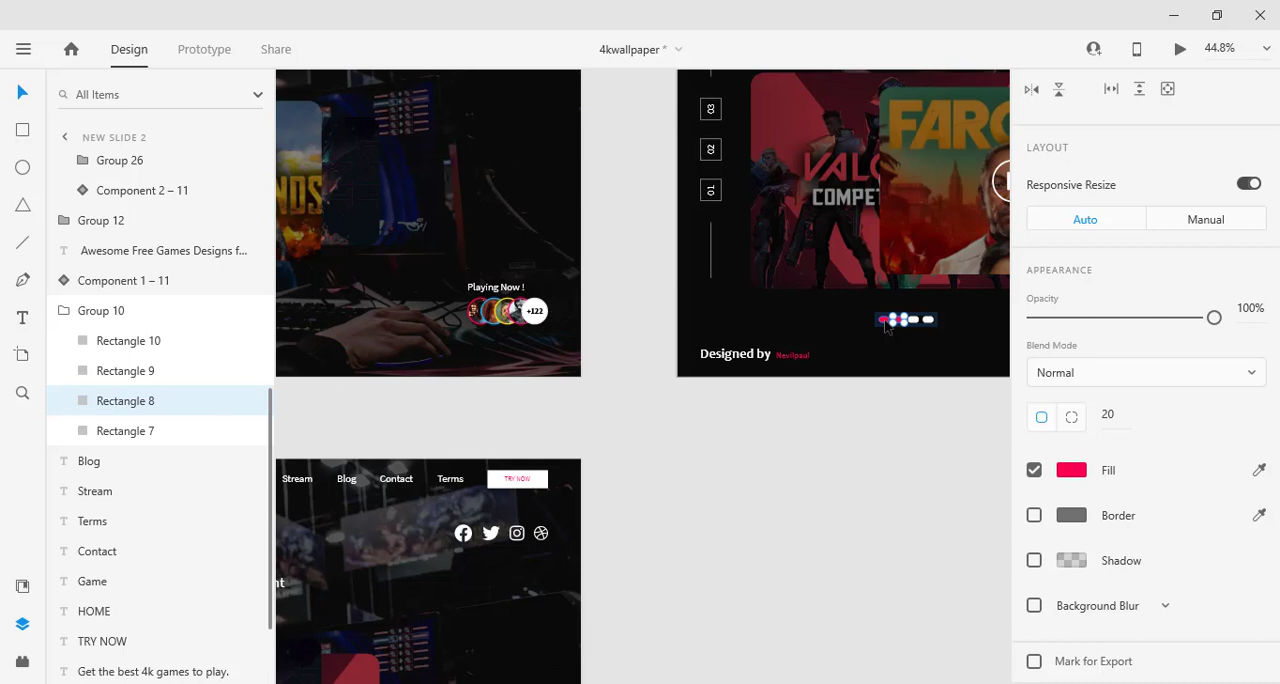 Design
Prototype
Share
4kwallpaper *
44.8%
All Items
NEW SLIDE 2
Group 26
Component 2 – 11
Group 12
Awesome Free Games Designs f...
Component 1 – 11
Group 10
Rectangle 10
Rectangle 9
Rectangle 8
Rectangle 7
Blog
Stream
Terms
Contact
Game
HOME
TRY NOW
Get the best 4k games to play.
NDS
Playing Now !
+122
Stream
Blog
Contact
Terms
TRY NOW
nt
03
02
01
VALO
COMPET
FARC
Designed by Nevilpaul
LAYOUT
Responsive Resize
Auto
Manual
APPEARANCE
Opacity
100%
Blend Mode
Normal
20
Fill
Border
Shadow
Background Blur
Mark for Export